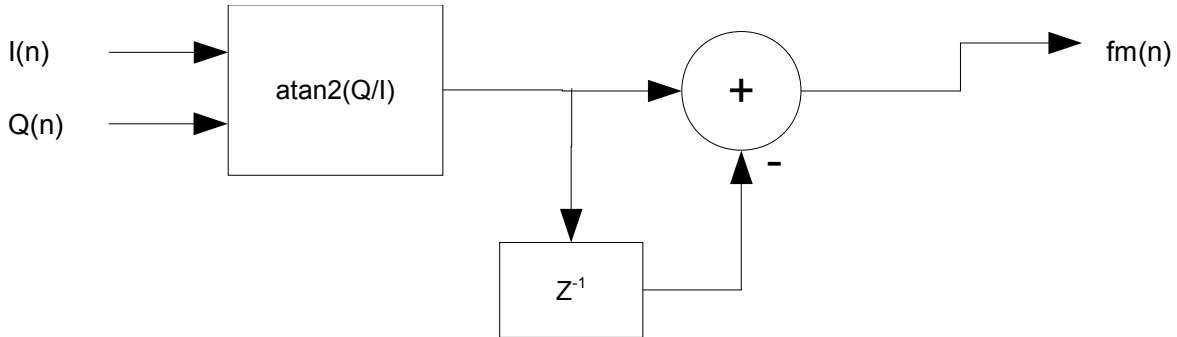 I(n)
Q(n)
atan2(Q/I)
+
-
fm(n)
Z⁻¹